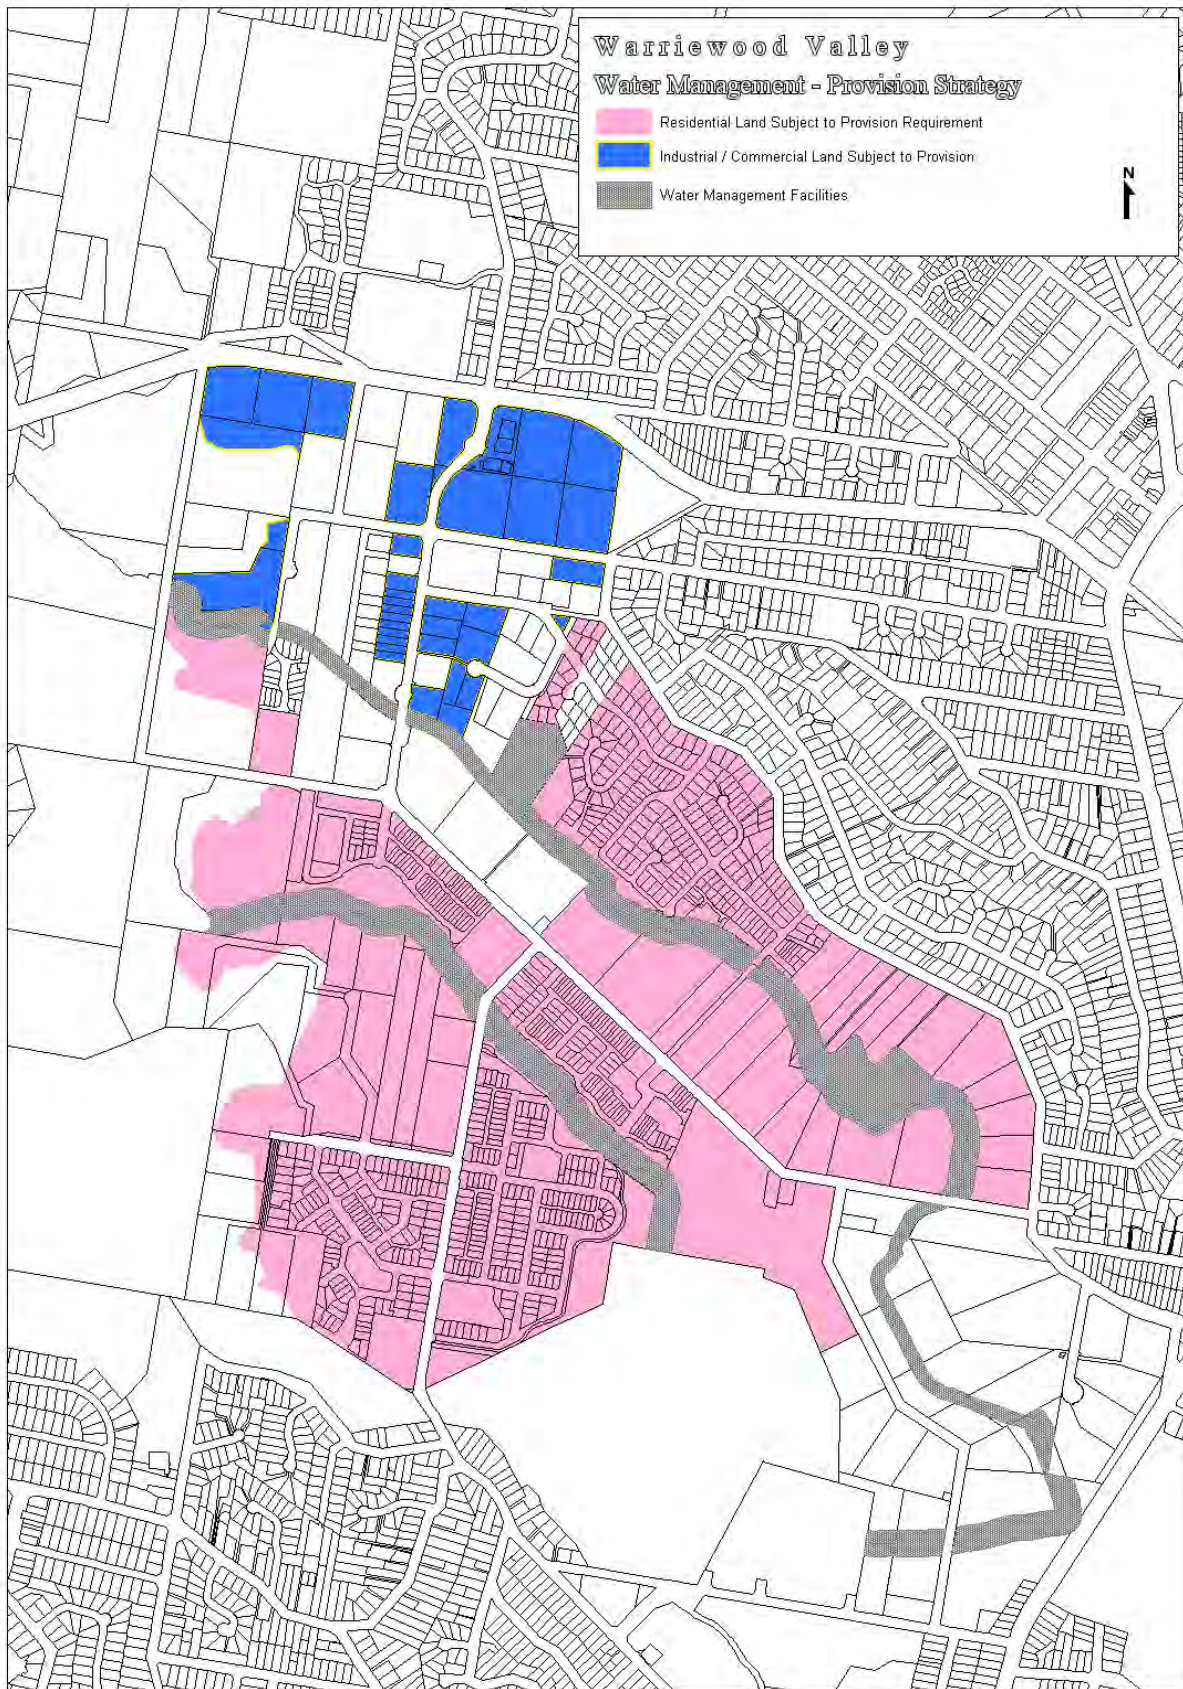 Warriewood Valley
Water Management - Provision Strategy
Residential Land Subject to Provision Requirement
Industrial / Commercial Land Subject to Provision
Water Management Facilities
N